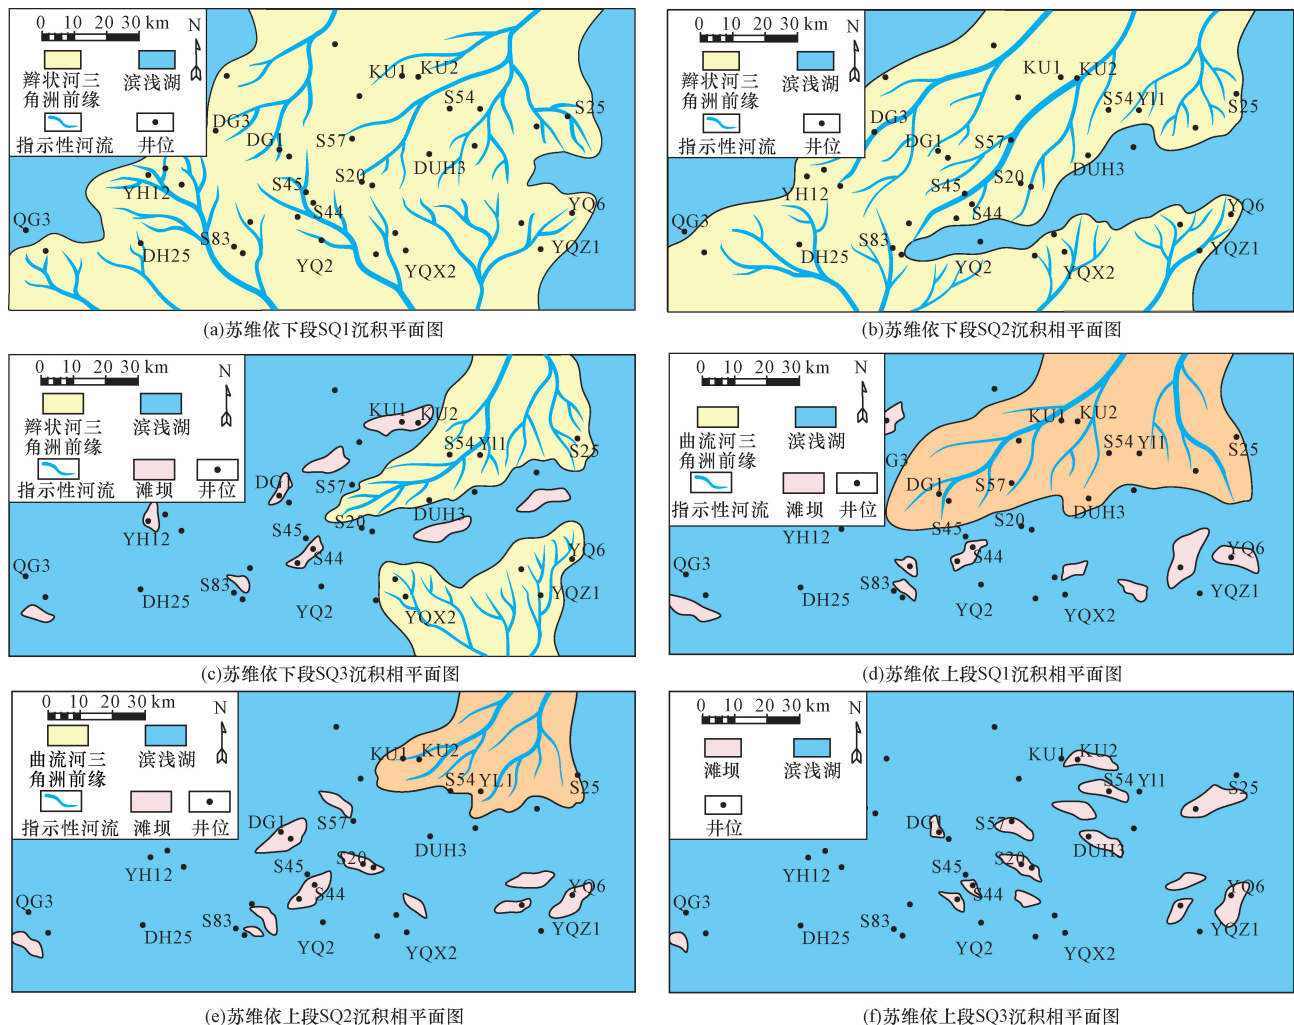 0 10 20 30 km
N
辫状河三
角洲前缘
滨浅湖
指示性河流
井位
KU1
KU2
S54
S25
DG3
DG1
S57
DUH3
YH12
S45
S20
S44
QG3
YQ6
DH25
S83
YQ2
YQX2
YQZ1
(a)苏维依下段SQ1沉积平面图
0 10 20 30 km
N
辫状河三
角洲前缘
滨浅湖
指示性河流
井位
KU1
KU2
S54
Yl1
S25
DG3
DG1
S57
DUH3
YH12
S45
S20
S44
QG3
YQ6
DH25
S83
YQ2
YQX2
YQZ1
(b)苏维依下段SQ2沉积相平面图
0 10 20 30 km
N
辫状河三
角洲前缘
滨浅湖
指示性河流
滩坝
井位
KU1
KU2
S54
Yl1
S25
DG1
S57
DUH3
YH12
S45
S20
S44
QG3
YQ6
DH25
S83
YQ2
YQX2
YQZ1
(c)苏维依下段SQ3沉积相平面图
0 10 20 30 km
N
曲流河三
角洲前缘
滨浅湖
指示性河流
滩坝
井位
KU1
KU2
S54
Yl1
S25
G3
DG1
S57
DUH3
YH12
S45
S20
S44
QG3
YQ6
DH25
S83
YQ2
YQX2
YQZ1
(d)苏维依上段SQ1沉积相平面图
0 10 20 30 km
N
曲流河三
角洲前缘
滨浅湖
指示性河流
滩坝
井位
KU1
KU2
S54
YL1
S25
DG1
S57
DUH3
YH12
S45
S20
S44
QG3
YQ6
DH25
S83
YQ2
YQX2
YQZ1
(e)苏维依上段SQ2沉积相平面图
0 10 20 30 km
N
滩坝
滨浅湖
井位
KU1
KU2
S54
Yl1
S25
DG1
S57
DUH3
YH12
S45
S20
S44
QG3
YQ6
DH25
S83
YQ2
YQX2
YQZ1
(f)苏维依上段SQ3沉积相平面图